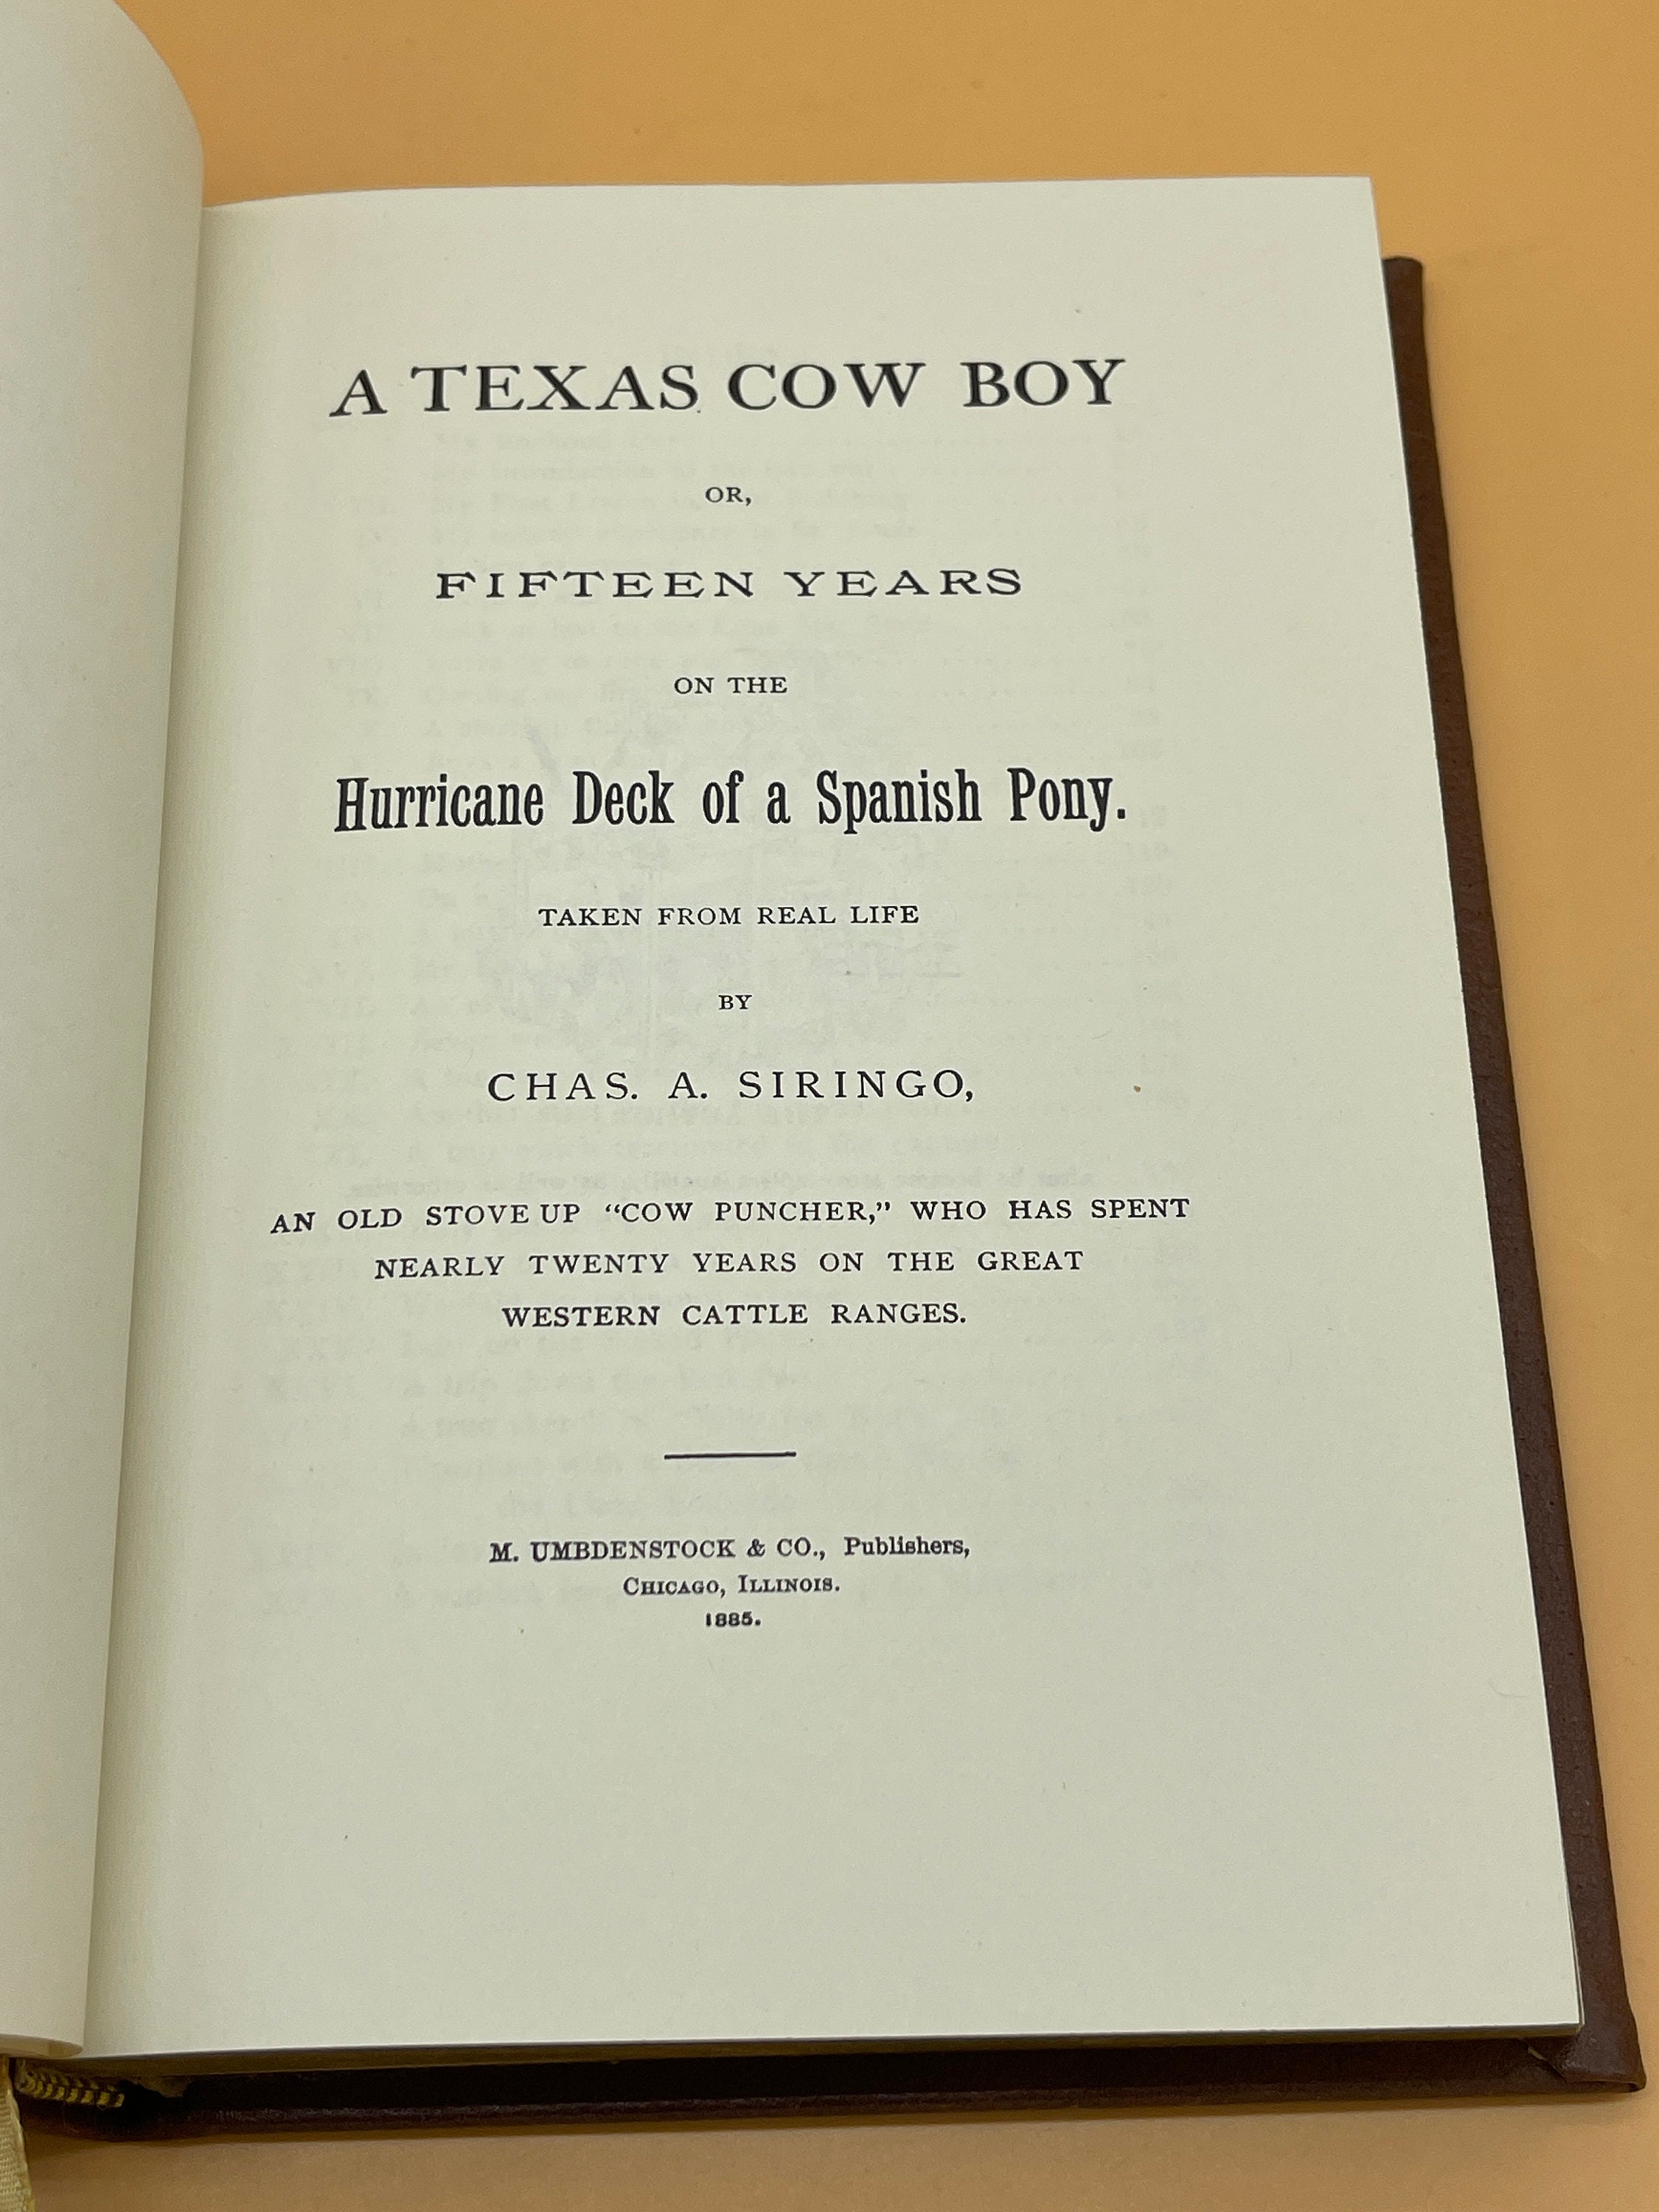 A TEXAS COW BOY
OR,
FIFTEEN YEARS
ON THE
Hurricane Deck of a Spanish Pony.
TAKEN FROM REAL LIFE
BY
CHAS. A. SIRINGO,
AN OLD STOVE UP “COW PUNCHER,” WHO HAS SPENT
NEARLY TWENTY YEARS ON THE GREAT
WESTERN CATTLE RANGES.
M. UMBDENSTOCK & CO., Publishers,
CHICAGO, ILLINOIS.
1885.